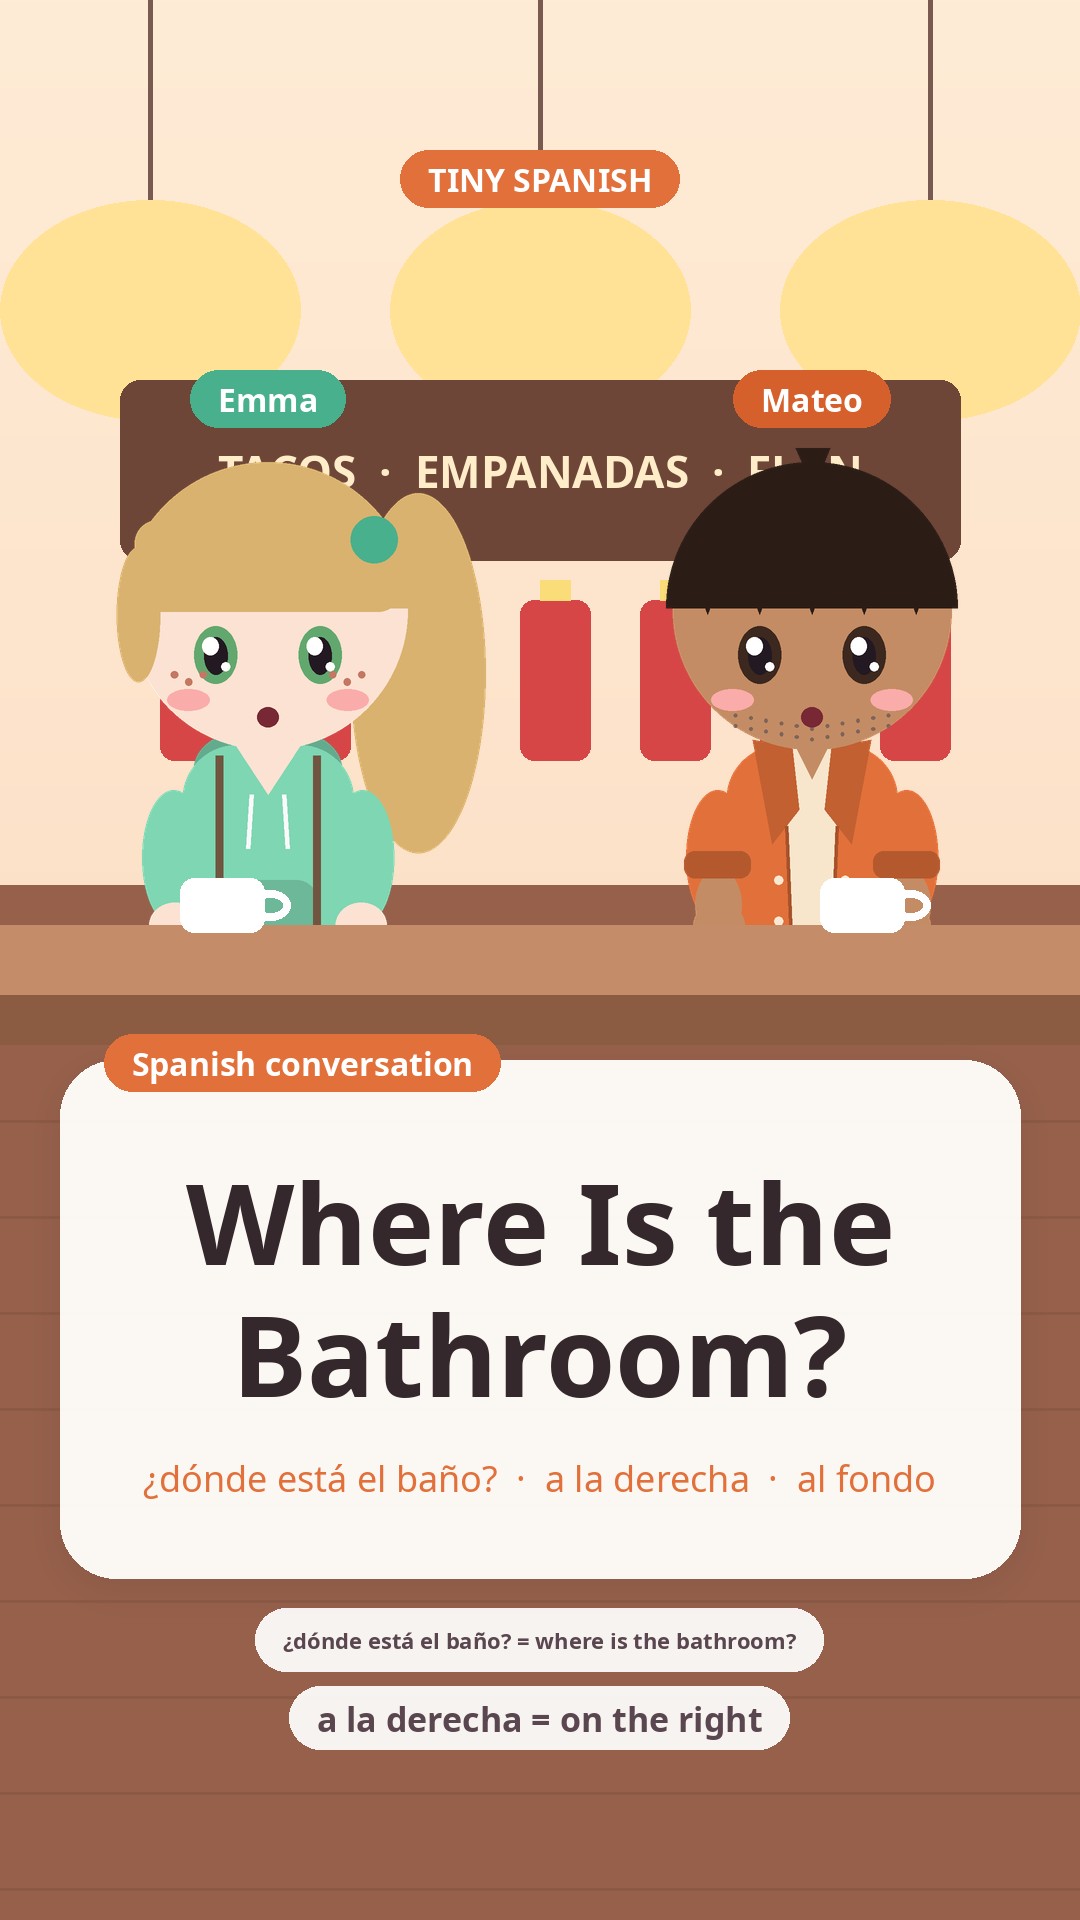 TINY SPANISH
Emma
Mateo
TACOS · EMPANADAS ·
Spanish conversation
Where Is the
Bathroom?
¿dónde está el baño? · a la derecha · al fondo
¿dónde está el baño? = where is the bathroom?
a la derecha = on the right